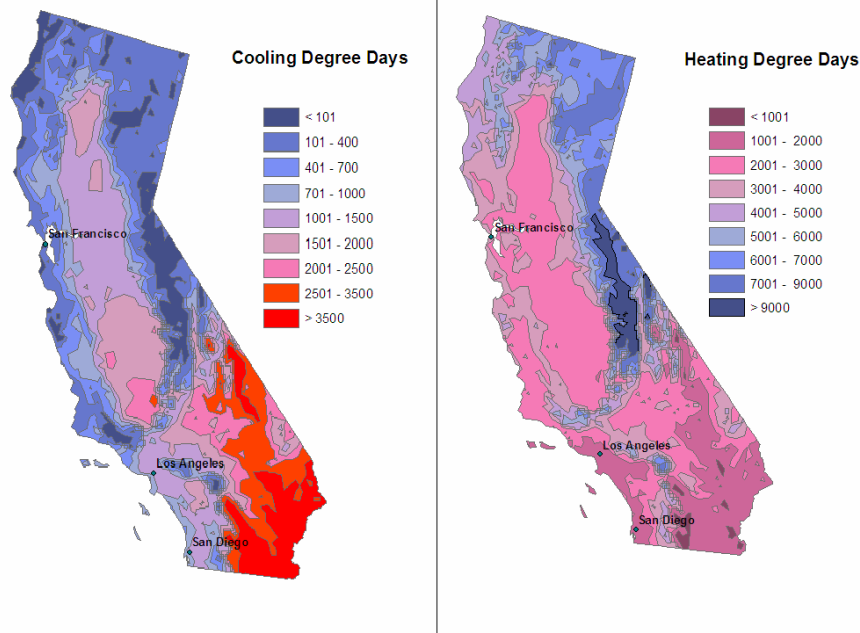 Cooling Degree Days
< 101
101 - 400
401 - 700
701 - 1000
1001 - 1500
1501 - 2000
2001 - 2500
2501 - 3500
> 3500
San Francisco
Los Angeles
San Diego
Heating Degree Days
< 1001
1001 - 2000
2001 - 3000
3001 - 4000
4001 - 5000
5001 - 6000
6001 - 7000
7001 - 9000
> 9000
San Francisco
Los Angeles
San Diego